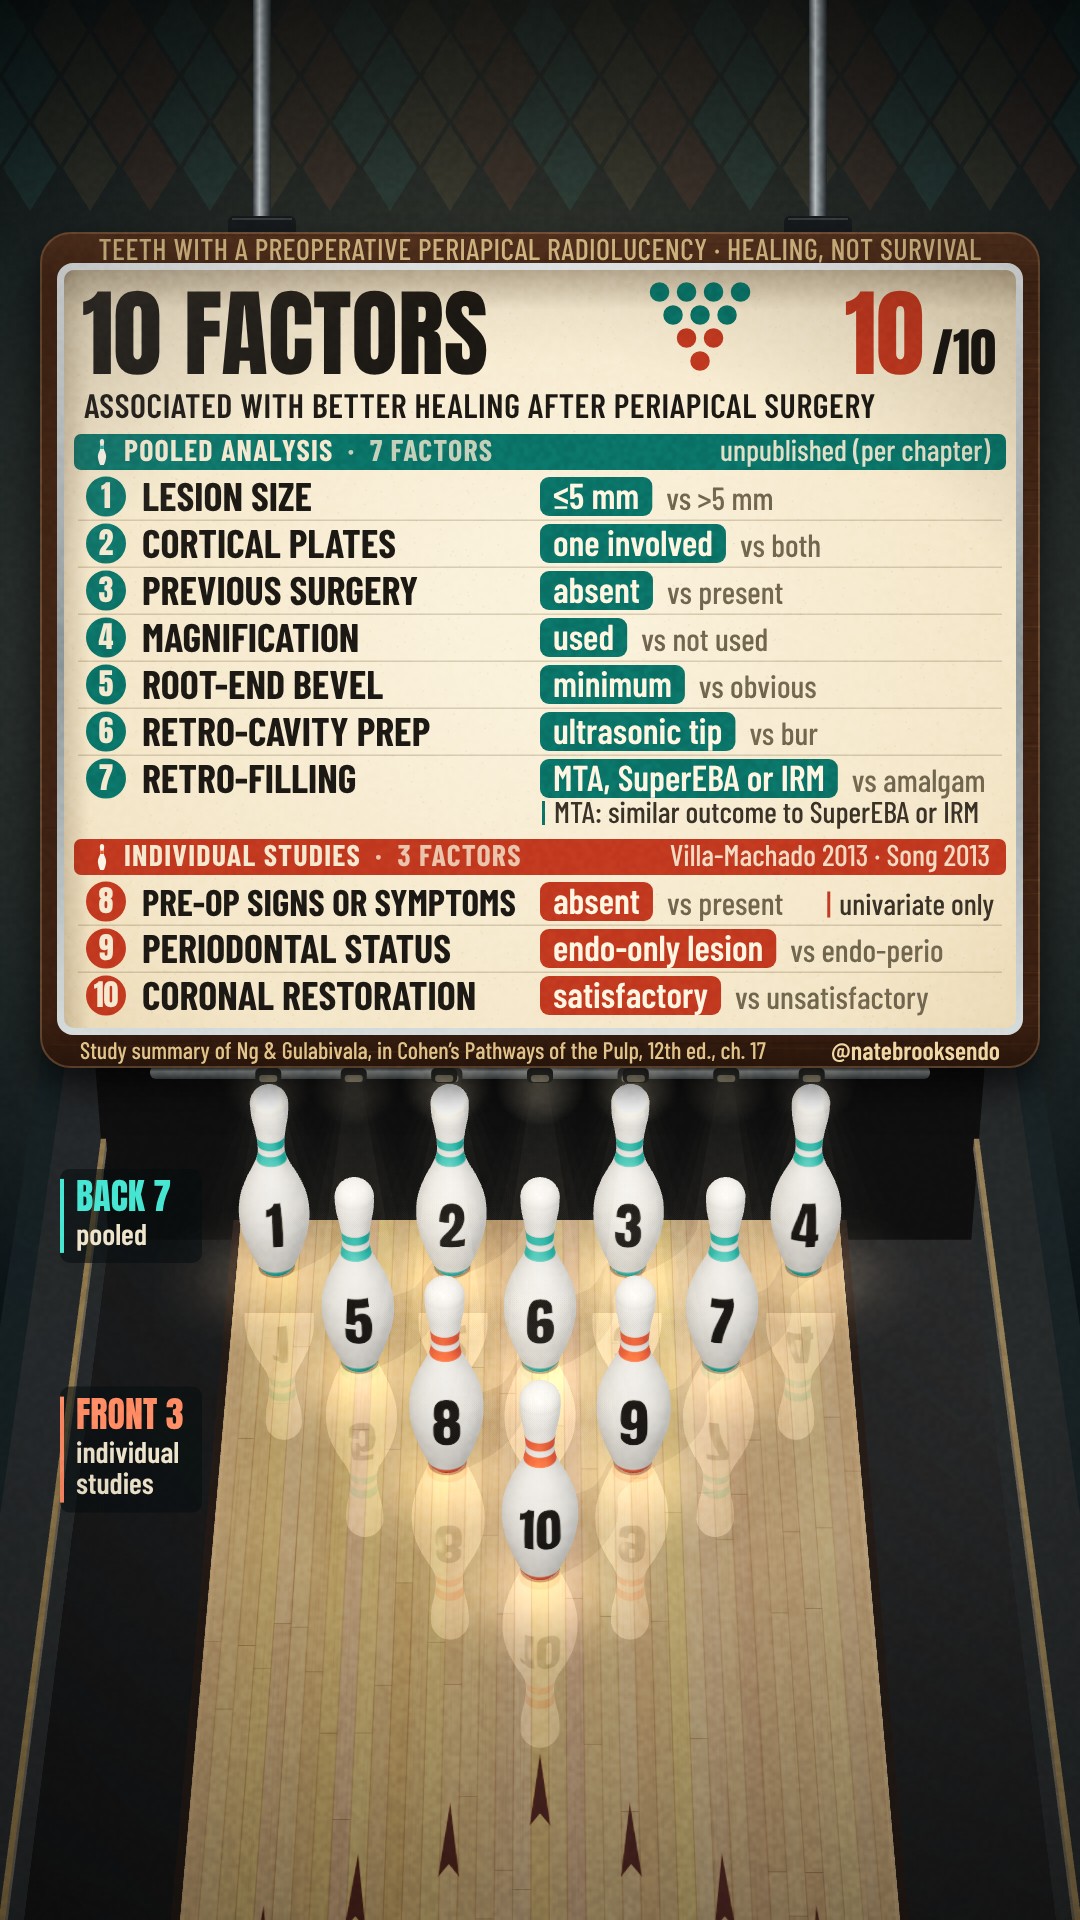 TEETH WITH A PREOPERATIVE PERIAPICAL RADIOLUCENCY · HEALING, NOT SURVIVAL
10 FACTORS
10/10
ASSOCIATED WITH BETTER HEALING AFTER PERIAPICAL SURGERY
POOLED ANALYSIS · 7 FACTORS unpublished (per chapter)
1 LESION SIZE ≤5 mm vs >5 mm
2 CORTICAL PLATES one involved vs both
3 PREVIOUS SURGERY absent vs present
4 MAGNIFICATION used vs not used
5 ROOT-END BEVEL minimum vs obvious
6 RETRO-CAVITY PREP ultrasonic tip vs bur
7 RETRO-FILLING MTA, SuperEBA or IRM vs amalgam
MTA: similar outcome to SuperEBA or IRM
INDIVIDUAL STUDIES · 3 FACTORS Villa-Machado 2013 · Song 2013
8 PRE-OP SIGNS OR SYMPTOMS absent vs present univariate only
9 PERIODONTAL STATUS endo-only lesion vs endo-perio
10 CORONAL RESTORATION satisfactory vs unsatisfactory
Study summary of Ng & Gulabivala, in Cohen's Pathways of the Pulp, 12th ed., ch. 17 @natebrooksendo
BACK 7
pooled
1 2 3 4
5 6 7
FRONT 3
individual
studies
8 9
10